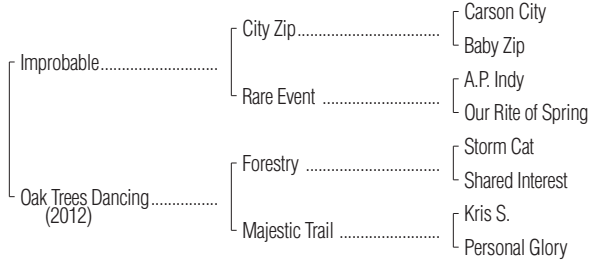 Carson City
City Zip..................................
Baby Zip
Improbable...........................
A.P. Indy
Rare Event ............................
Our Rite of Spring
Storm Cat
Forestry ................................
Shared Interest
Oak Trees Dancing................
(2012)
Kris S.
Majestic Trail ........................
Personal Glory